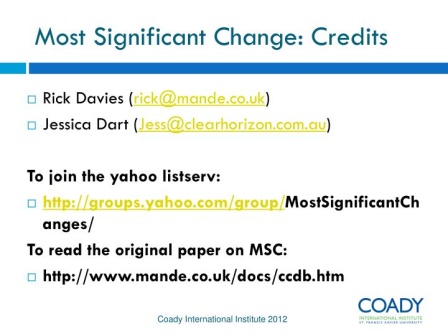 Most Significant Change: Credits
Rick Davies (rick@mande.co.uk)
Jessica Dart (Jess@clearhorizon.com.au)
To join the yahoo listserv:
http://groups.yahoo.com/group/MostSignificantCh
anges/
To read the original paper on MSC:
http://www.mande.co.uk/docs/ccdb.htm
Coady International Institute 2012
COADY
INTERNATIONAL INSTITUTE
ST. FRANCIS XAVIER UNIVERSITY